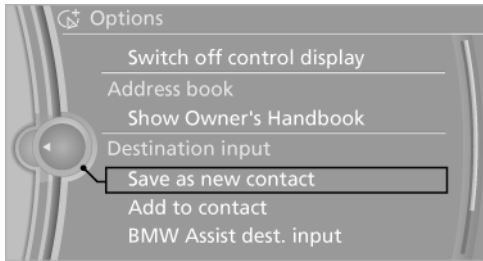 Options
Switch off control display
Address book
Show Owner's Handbook
Destination input
Save as new contact
Add to contact
BMW Assist dest. input